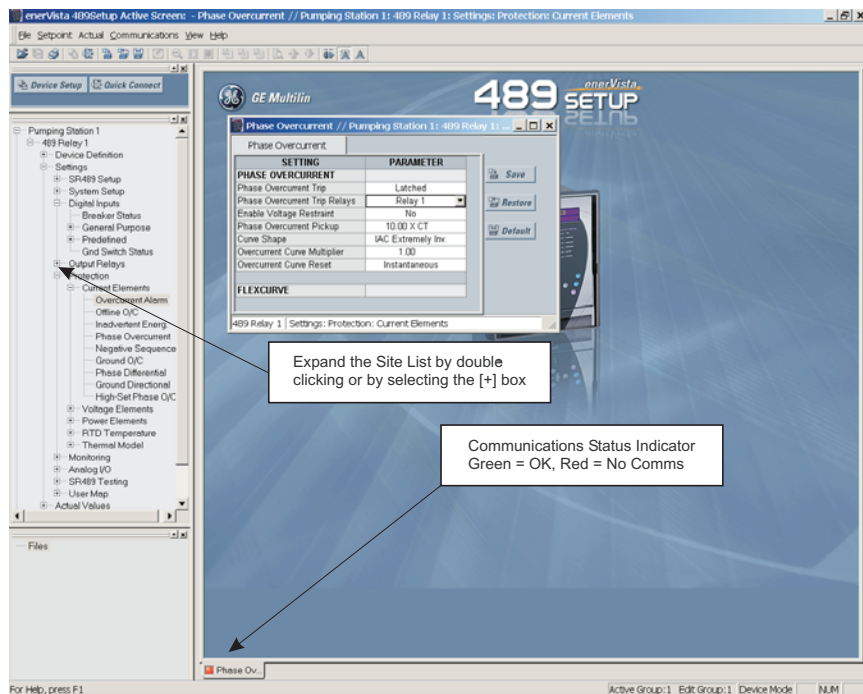 enerVista 489Setup Active Screen: - Phase Overcurrent // Pumping Station 1: 489 Relay 1: Settings: Protection: Current Elements
File Setpoint Actual Communications View Help
Device Setup Quick Connect
Pumping Station 1
489 Relay 1
Device Definition
Settings
SR489 Setup
System Setup
Digital Inputs
Breaker Status
General Purpose
Predefined
Gnd Switch Status
Output Relays
Protection
Current Elements
Overcurrent Alarm
Offline O/C
Inadvertent Energ.
Phase Overcurrent
Negative Sequence
Ground O/C
Phase Differential
Ground Directional
High-Set Phase O/C
Voltage Elements
Power Elements
RTD Temperature
Thermal Model
Monitoring
Analog I/O
SR489 Testing
User Map
Actual Values
Files
GE Multilin
489 enerVista
SETUP
Phase Overcurrent // Pumping Station 1: 489 Relay 1: ...
Phase Overcurrent
SETTING PARAMETER
PHASE OVERCURRENT
Phase Overcurrent Trip Latched
Phase Overcurrent Trip Relays Relay 1
Enable Voltage Restraint No
Phase Overcurrent Pickup 10.00 X CT
Curve Shape IAC Extremely Inv.
Overcurrent Curve Multiplier 1.00
Overcurrent Curve Reset Instantaneous
FLEXCURVE
Save
Restore
Default
489 Relay 1 Settings: Protection: Current Elements
Expand the Site List by double
clicking or by selecting the [+] box
Communications Status Indicator
Green = OK, Red = No Comms
Phase Ov...
For Help, press F1
Active Group:1 Edit Group:1 Device Mode NUM